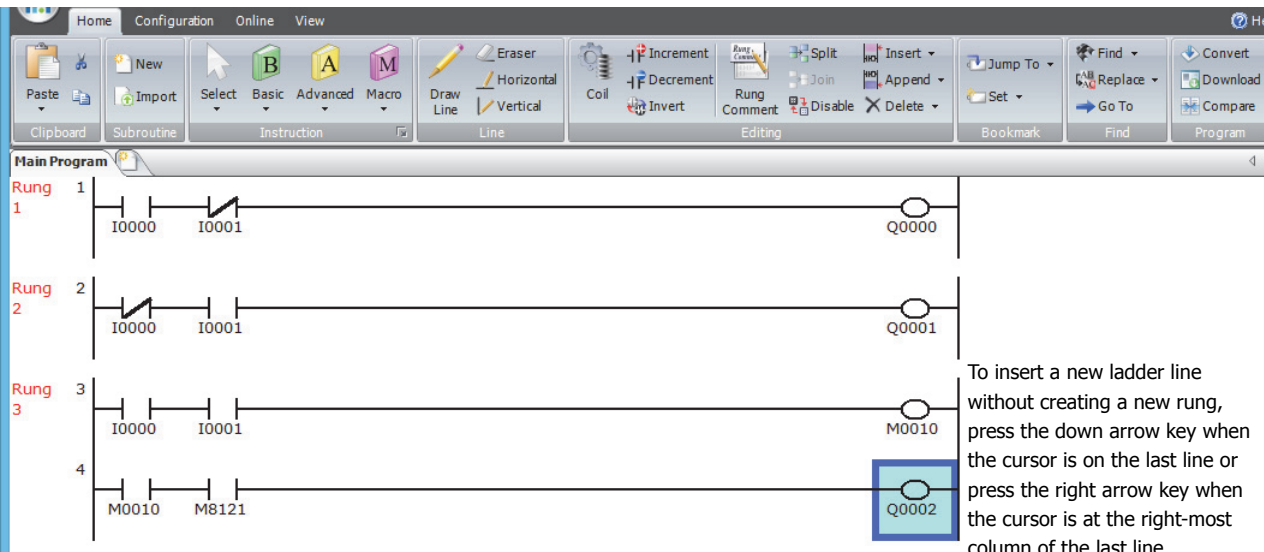 Home Configuration Online View
Paste
Clipboard
New
Import
Subroutine
Select Basic Advanced Macro
B A M
Instruction
Draw Line
Eraser
Horizontal
Vertical
Line
Coil
Increment
Decrement
Invert
Rung Comment
Split
Join
Disable
Insert
Append
Delete
Editing
Jump To
Set
Bookmark
Find
Replace
Go To
Find
Convert
Download
Compare
Program
Main Program
Rung 1
1
I0000 I0001 Q0000
Rung 2
2
I0000 I0001 Q0001
Rung 3
3
I0000 I0001 M0010
4
M0010 M8121 Q0002
To insert a new ladder line
without creating a new rung,
press the down arrow key when
the cursor is on the last line or
press the right arrow key when
the cursor is at the right-most
column of the last line